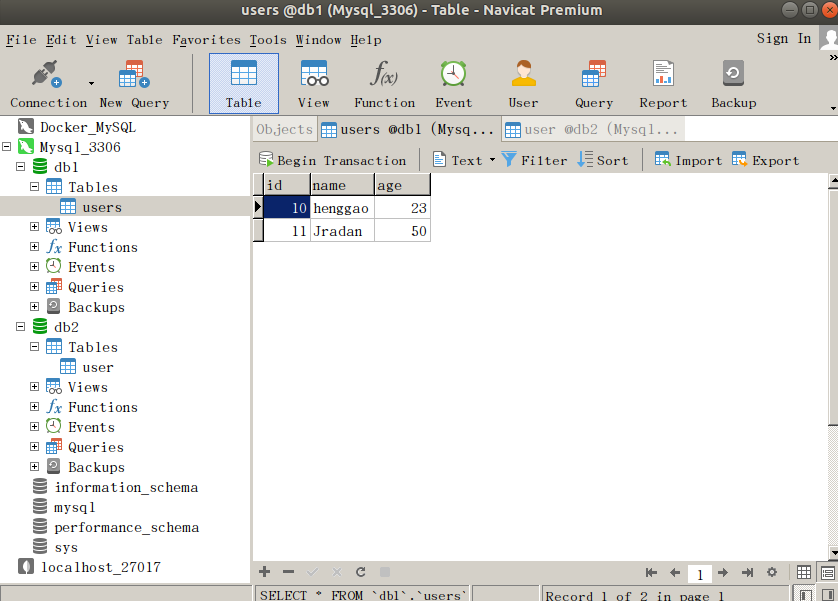 users @db1 (Mysql_3306) - Table - Navicat Premium
File Edit View Table Favorites Tools Window Help
Sign In
Connection New Query Table View Function Event User Query Report Backup
Docker_MySQL
Mysql_3306
db1
Tables
users
Views
Functions
Events
Queries
Backups
db2
Tables
user
Views
Functions
Events
Queries
Backups
information_schema
mysql
performance_schema
sys
localhost_27017
Objects users @db1 (Mysq... user @db2 (Mysql...
Begin Transaction Text Filter Sort Import Export
id name age
10 henggao 23
11 Jradan 50
1
SELECT * FROM `db1`.`users` Record 1 of 2 in page 1